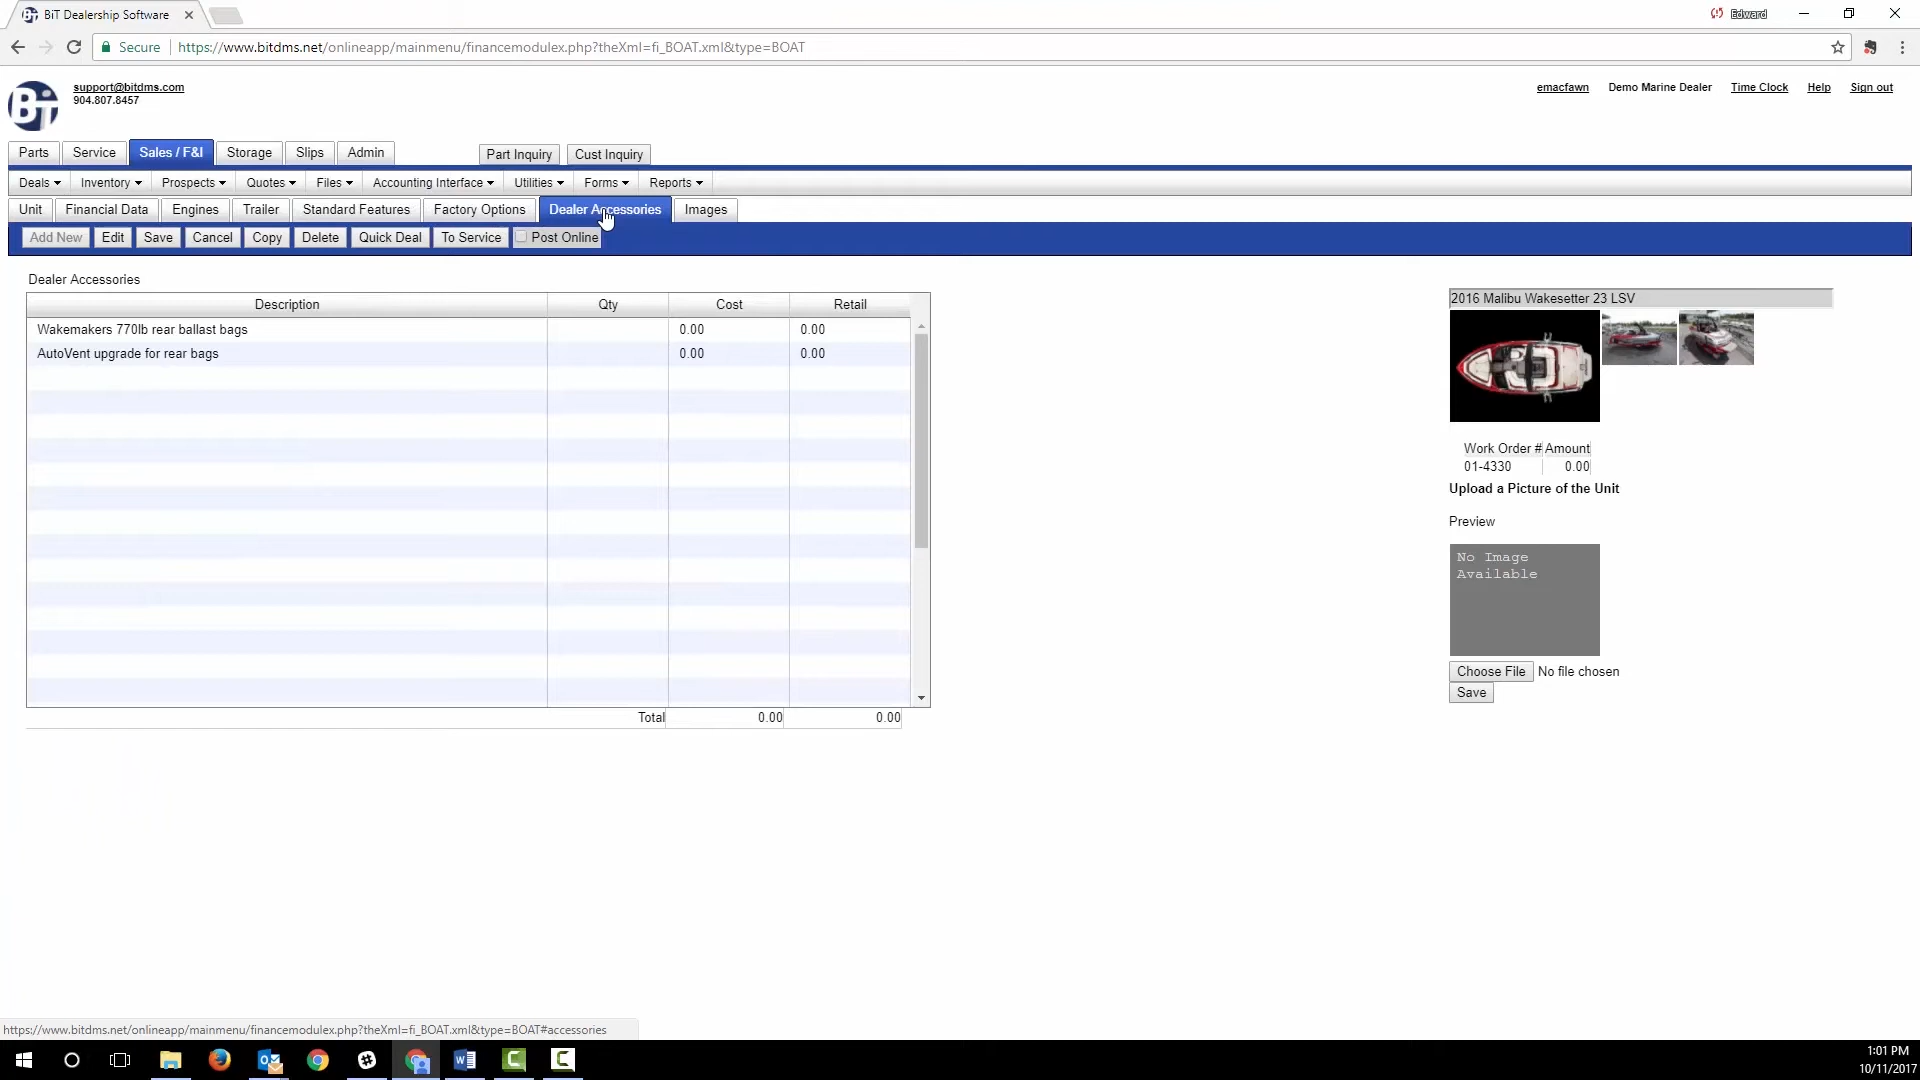 BiT Dealership Software
Edward
Secure
https://www.bitdms.net/onlineapp/mainmenu/financemodulex.php?theXml=fi_BOAT.xml&type=BOAT
BiT
support@bitdms.com
904.807.8457
emacfawn Demo Marine Dealer Time Clock Help Sign out
Parts Service Sales / F&I Storage Slips Admin Part Inquiry Cust Inquiry
Deals Inventory Prospects Quotes Files Accounting Interface Utilities Forms Reports
Unit Financial Data Engines Trailer Standard Features Factory Options Dealer Accessories Images
Add New Edit Save Cancel Copy Delete Quick Deal To Service Post Online
Dealer Accessories
Description Qty Cost Retail
Wakemakers 770lb rear ballast bags 0.00 0.00
AutoVent upgrade for rear bags 0.00 0.00
Total 0.00 0.00
2016 Malibu Wakesetter 23 LSV
Work Order # Amount
01-4330 0.00
Upload a Picture of the Unit
Preview
No Image
Available
Choose File No file chosen
Save
https://www.bitdms.net/onlineapp/mainmenu/financemodulex.php?theXml=fi_BOAT.xml&type=BOAT#accessories
1:01 PM
10/11/2017